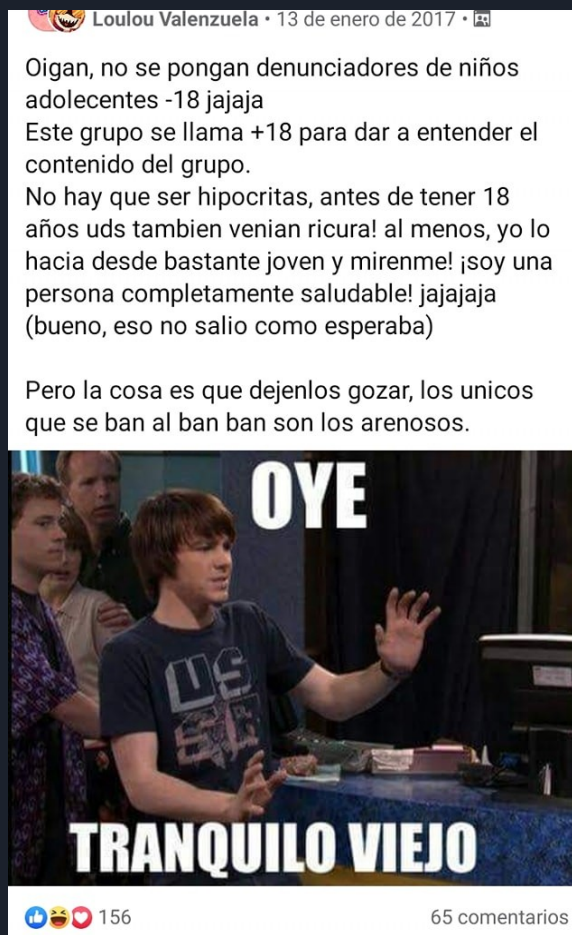 Loulou Valenzuela • 13 de enero de 2017 •
Oigan, no se pongan denunciadores de niños
adolecentes -18 jajaja
Este grupo se llama +18 para dar a entender el
contenido del grupo.
No hay que ser hipocritas, antes de tener 18
años uds tambien venian ricura! al menos, yo lo
hacia desde bastante joven y mirenme! ¡soy una
persona completamente saludable! jajajaja
(bueno, eso no salio como esperaba)
Pero la cosa es que dejenlos gozar, los unicos
que se ban al ban ban son los arenosos.
OYE
US
TRANQUILO VIEJO
156
65 comentarios